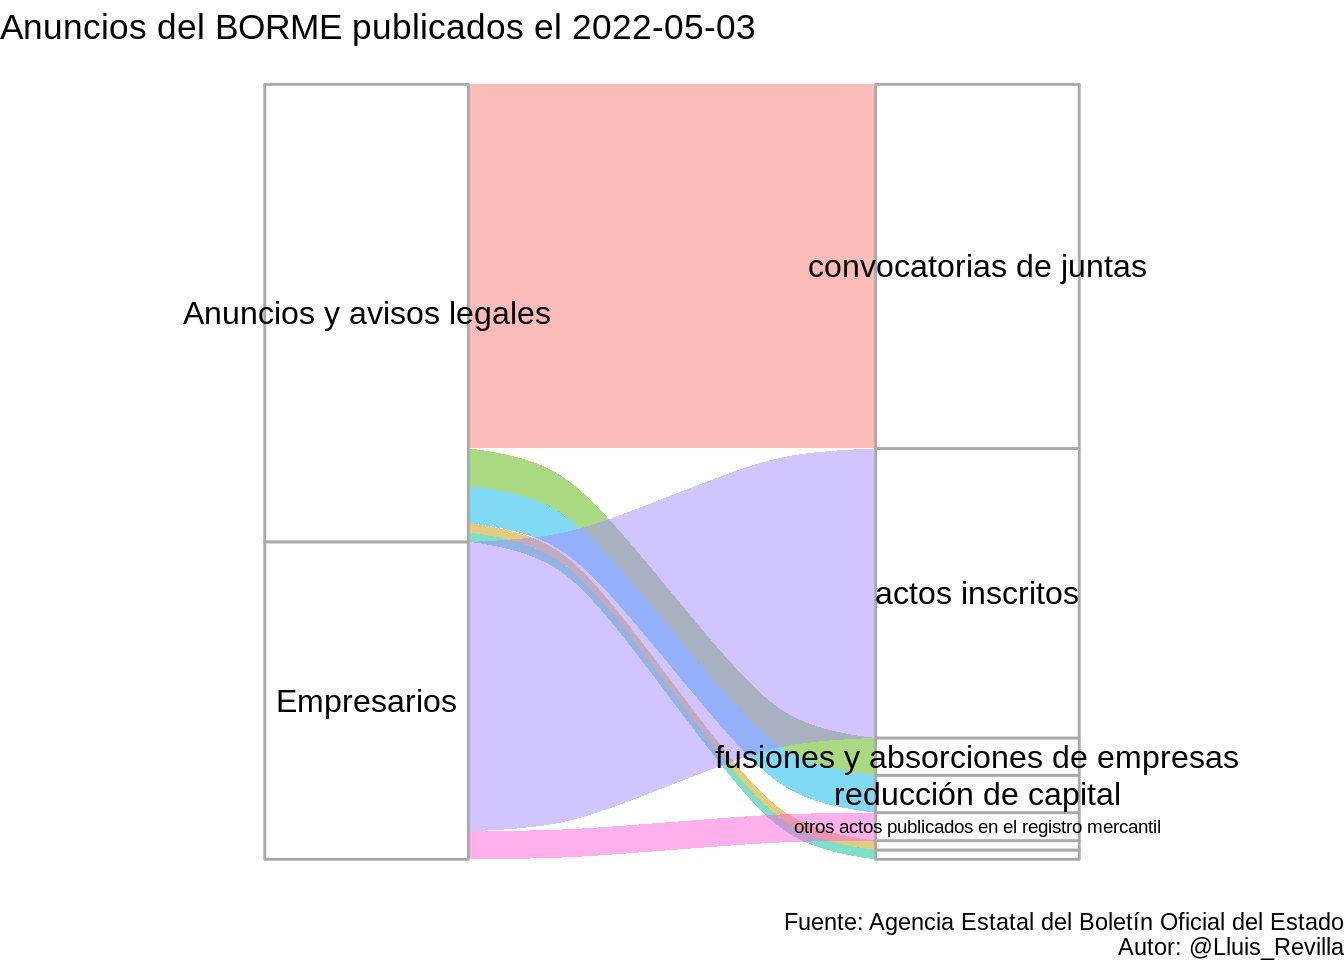 Anuncios del BORME publicados el 2022-05-03
convocatorias de juntas
Anuncios y avisos legales
actos inscritos
Empresarios
fusiones y absorciones de empresas
reducción de capital
otros actos publicados en el registro mercantil
Fuente: Agencia Estatal del Boletín Oficial del Estado
Autor: @Lluis_Revilla